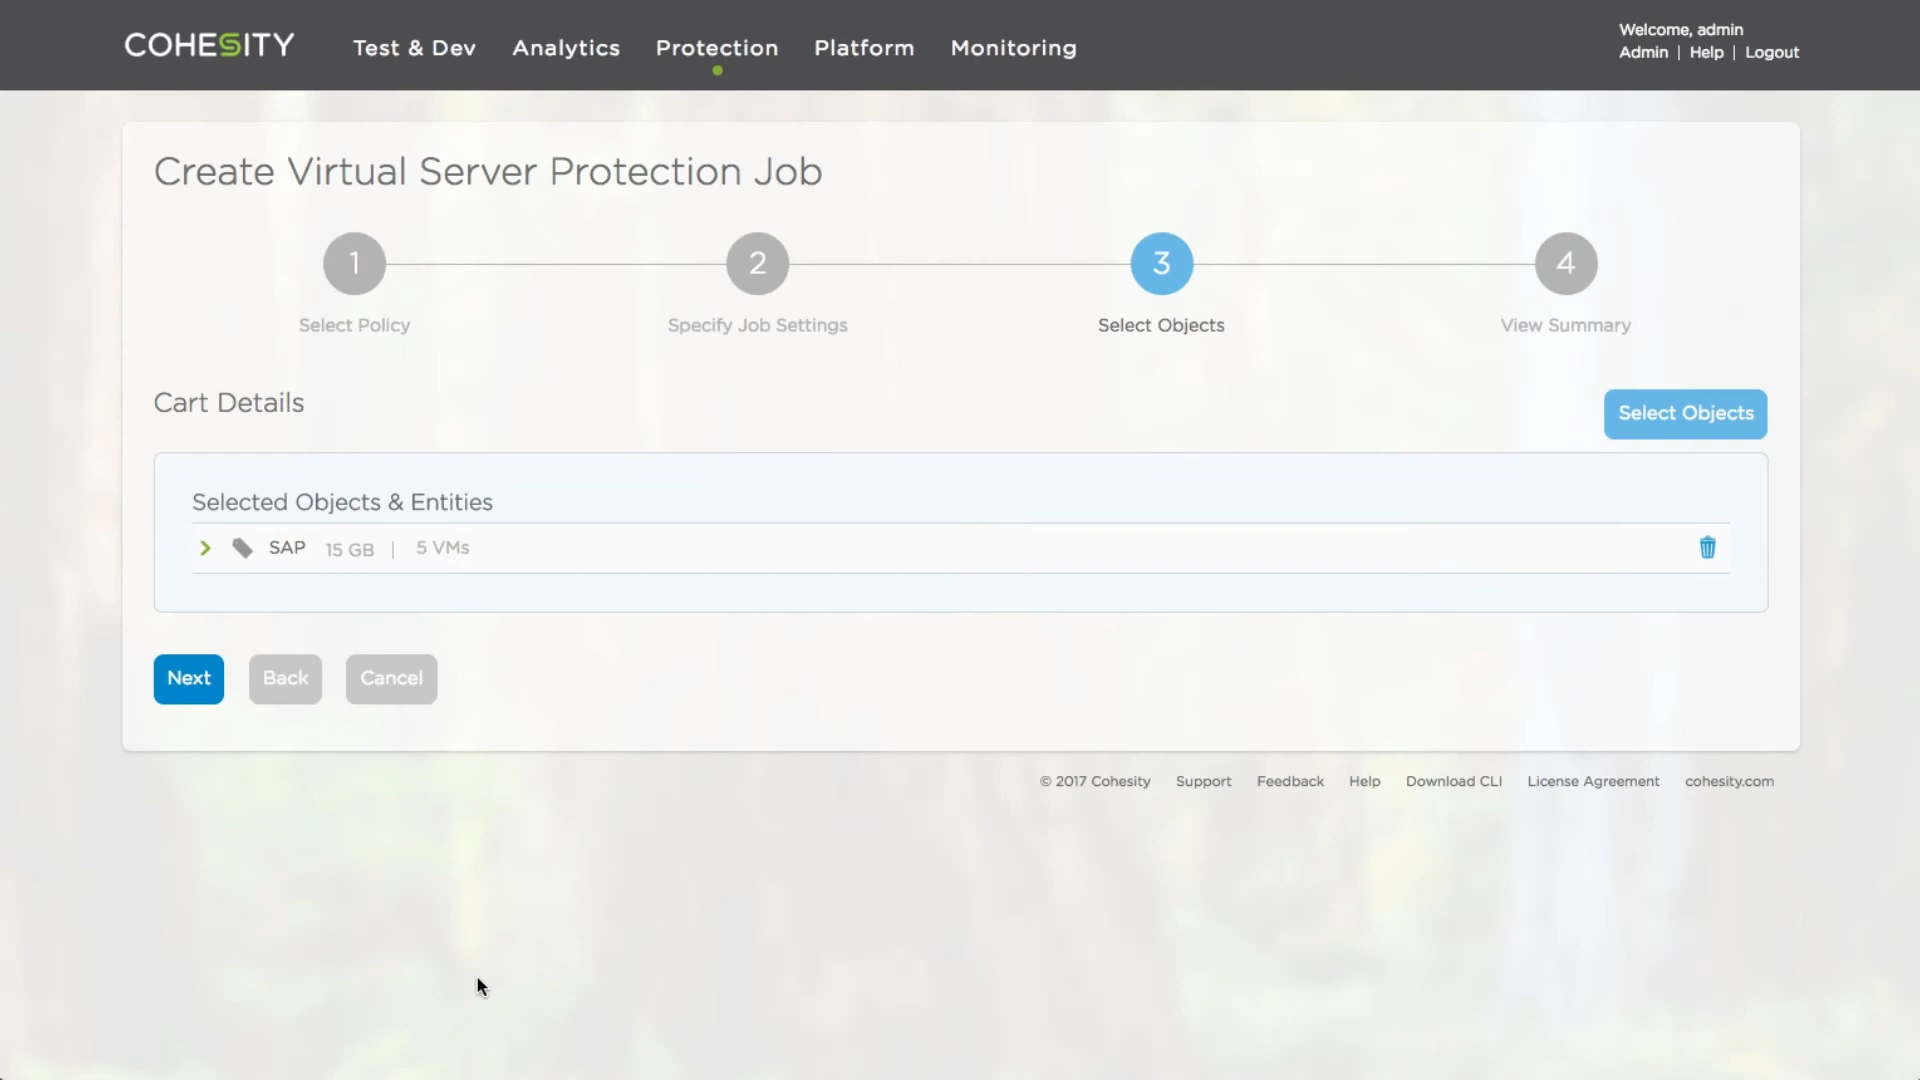 COHESITY Test & Dev Analytics Protection Platform Monitoring
Welcome, admin
Admin | Help | Logout
Create Virtual Server Protection Job
1 2 3 4
Select Policy Specify Job Settings Select Objects View Summary
Cart Details
Select Objects
Selected Objects & Entities
SAP 15 GB | 5 VMs
Next Back Cancel
© 2017 Cohesity Support Feedback Help Download CLI License Agreement cohesity.com